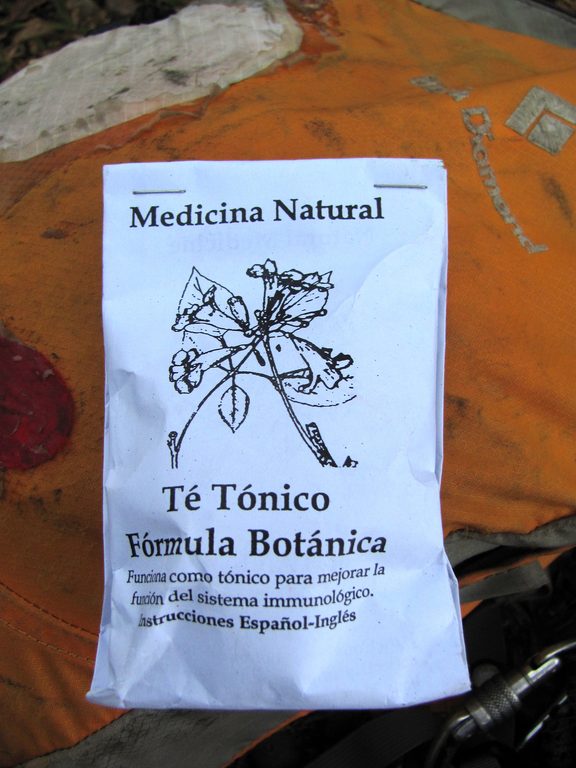 Diamond
Medicina Natural
Té Tónico
Fórmula Botánica
Funciona como tónico para mejorar la
función del sistema immunológico.
Instrucciones Español-Inglés